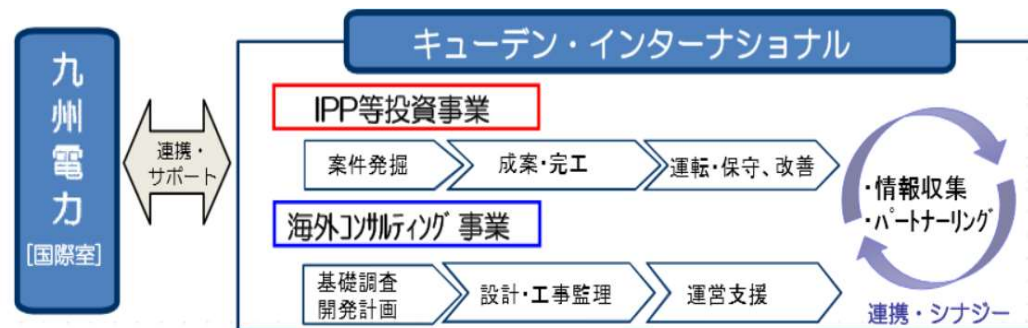 九州電力
[国際室]
連携・
サポート
キューデン・インターナショナル
IPP等投資事業
案件発掘
成案・完工
運転・保守、改善
海外コンサルティング事業
基礎調査
開発計画
設計・工事監理
運営支援
・情報収集
・パートナーリング
連携・シナジー